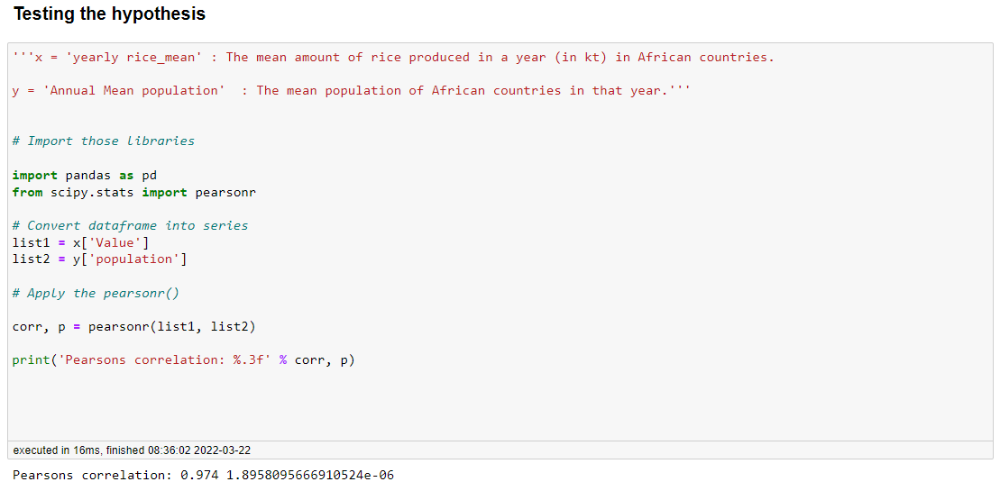 Testing the hypothesis
'''x = 'yearly rice_mean' : The mean amount of rice produced in a year (in kt) in African countries.
y = 'Annual Mean population'  : The mean population of African countries in that year.'''
# Import those libraries
import pandas as pd
from scipy.stats import pearsonr
# Convert dataframe into series
list1 = x['Value']
list2 = y['population']
# Apply the pearsonr()
corr, p = pearsonr(list1, list2)
print('Pearsons correlation: %.3f' % corr, p)
executed in 16ms, finished 08:36:02 2022-03-22
Pearsons correlation: 0.974 1.8958095666910524e-06